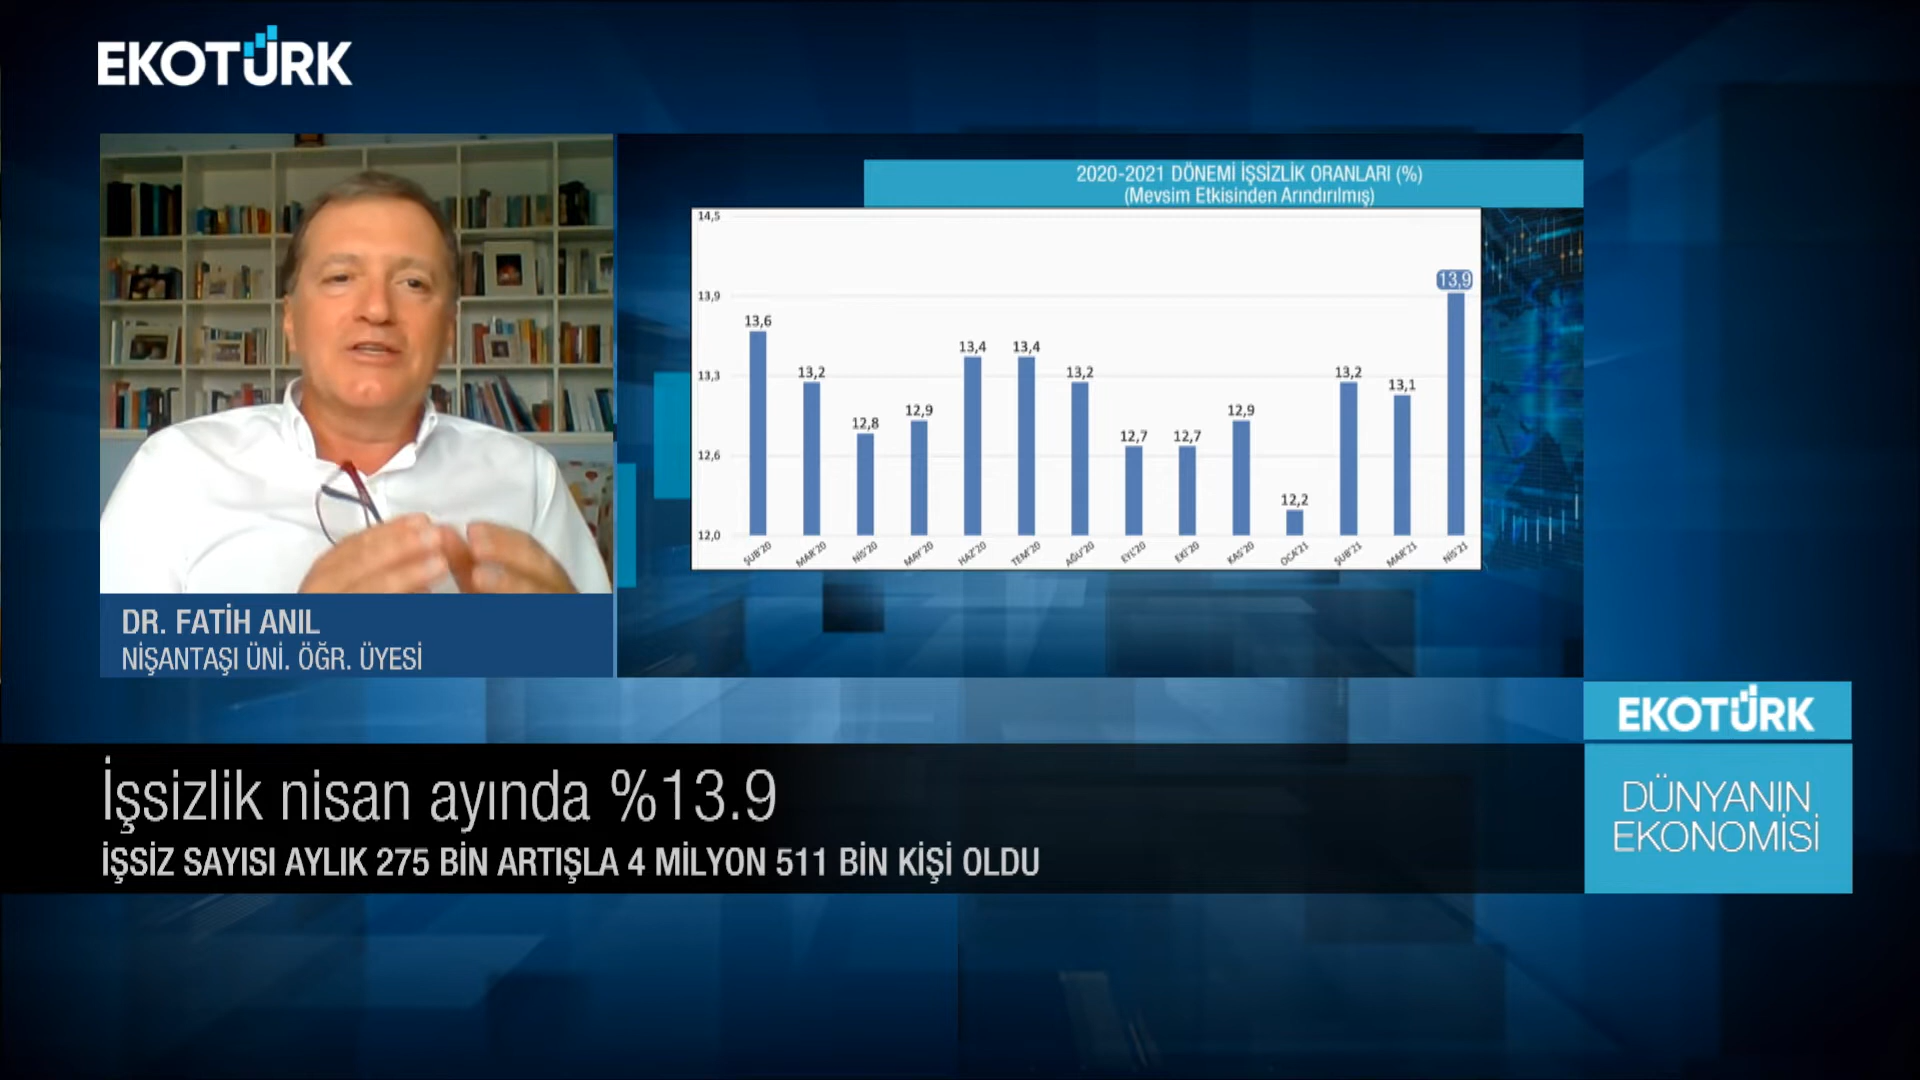 EKOTÜRK
2020-2021 DÖNEMİ İŞSİZLİK ORANLARI (%)
(Mevsim Etkisinden Arındırılmış)
14,5
13,9
13,3
12,6
12,0
13,6
13,2
12,8
12,9
13,4
13,4
13,2
12,7
12,7
12,9
12,2
13,2
13,1
13,9
ŞUB'20
MAR'20
NİS'20
MAY'20
HAZ'20
TEM'20
AĞU'20
EYL'20
EKİ'20
KAS'20
OCA'21
ŞUB'21
MAR'21
NİS'21
DR. FATİH ANIL
NİŞANTAŞI ÜNİ. ÖĞR. ÜYESİ
EKOTÜRK
DÜNYANIN
EKONOMİSİ
İşsizlik nisan ayında %13.9
İŞSİZ SAYISI AYLIK 275 BİN ARTIŞLA 4 MİLYON 511 BİN KİŞİ OLDU